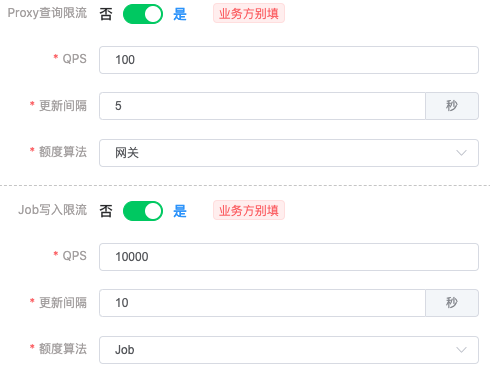 Proxy查询限流 否 是 业务方别填
* QPS 100
* 更新间隔 5 秒
* 额度算法 网关
Job写入限流 否 是 业务方别填
* QPS 10000
* 更新间隔 10 秒
* 额度算法 Job